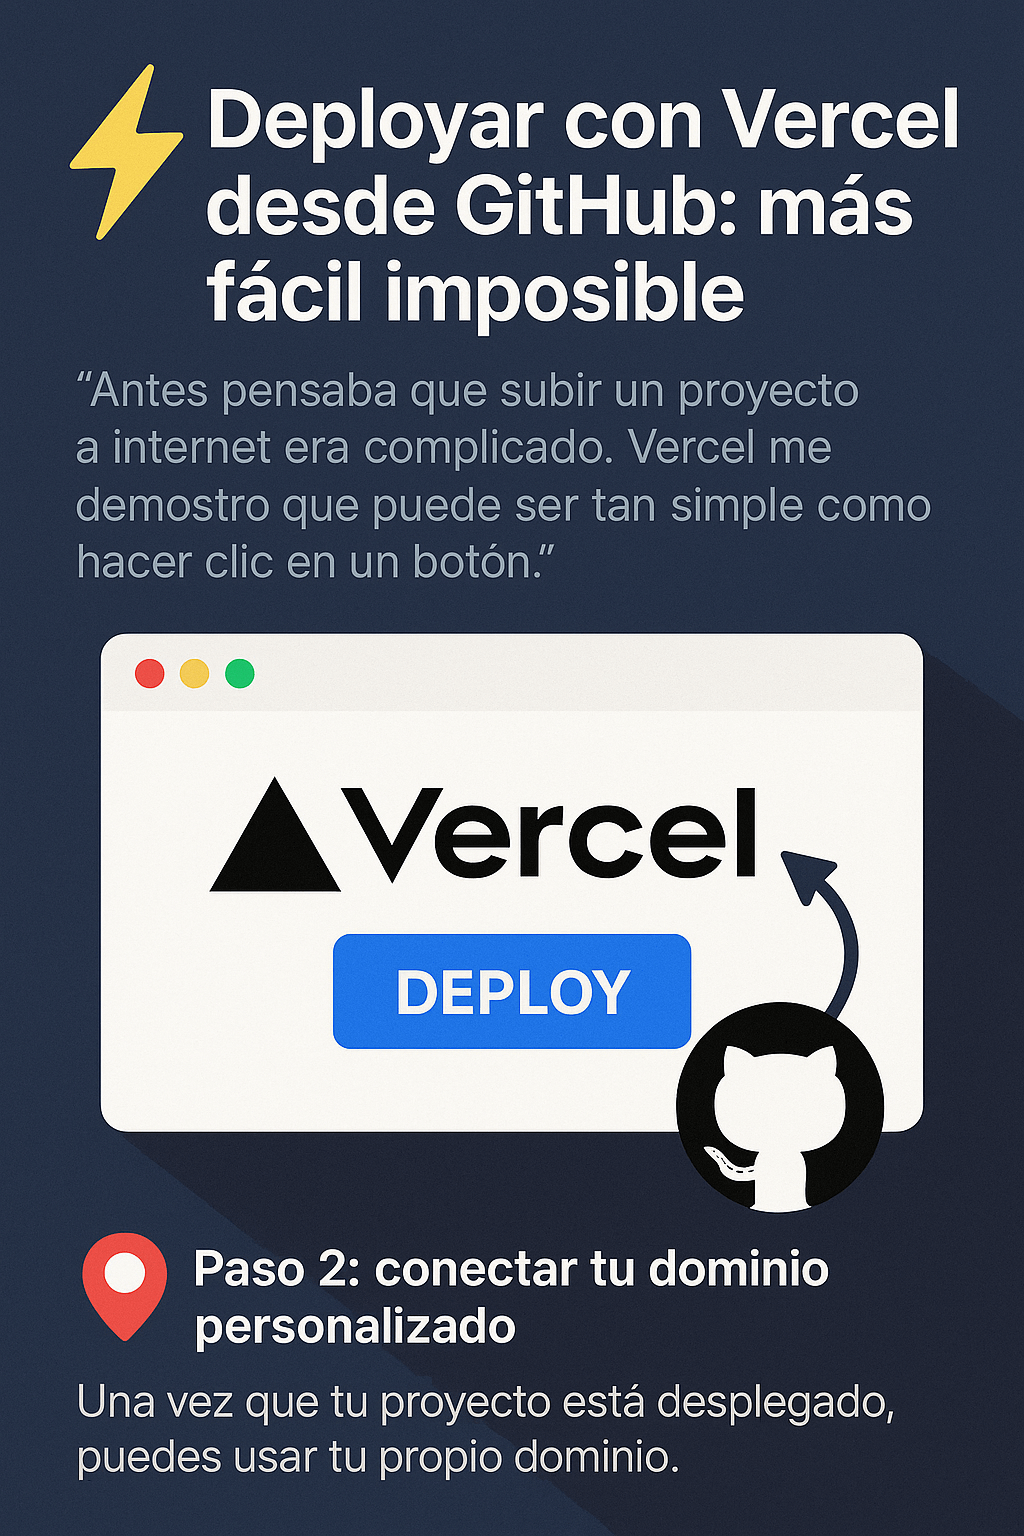 Deployar con Vercel
desde GitHub: más
fácil imposible
“Antes pensaba que subir un proyecto
a internet era complicado. Vercel me
demostro que puede ser tan simple como
hacer clic en un botón.”
Vercel
DEPLOY
Paso 2: conectar tu dominio
personalizado
Una vez que tu proyecto está desplegado,
puedes usar tu propio dominio.